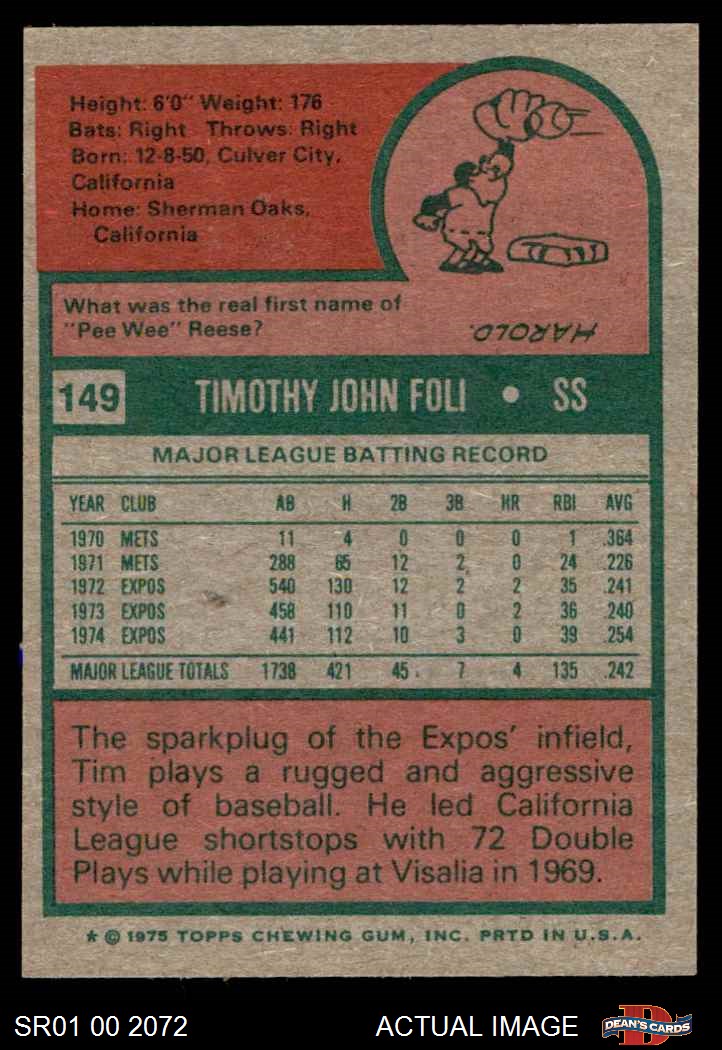 Height: 6'0" Weight: 176
Bats: Right Throws: Right
Born: 12-8-50, Culver City,
California
Home: Sherman Oaks,
California
What was the real first name of
"Pee Wee" Reese?
HAROLD.
149 TIMOTHY JOHN FOLI • SS
MAJOR LEAGUE BATTING RECORD
YEAR CLUB AB H 2B 3B HR RBI AVG
1970 METS 11 4 0 0 0 1 .364
1971 METS 288 65 12 2 0 24 .226
1972 EXPOS 540 130 12 2 2 35 .241
1973 EXPOS 458 110 11 0 2 36 .240
1974 EXPOS 441 112 10 3 0 39 .254
MAJOR LEAGUE TOTALS 1738 421 45 7 4 135 .242
The sparkplug of the Expos' infield,
Tim plays a rugged and aggressive
style of baseball. He led California
League shortstops with 72 Double
Plays while playing at Visalia in 1969.
* © 1975 TOPPS CHEWING GUM, INC. PRTD IN U.S.A.
SR01 00 2072 ACTUAL IMAGE DEAN'S CARDS